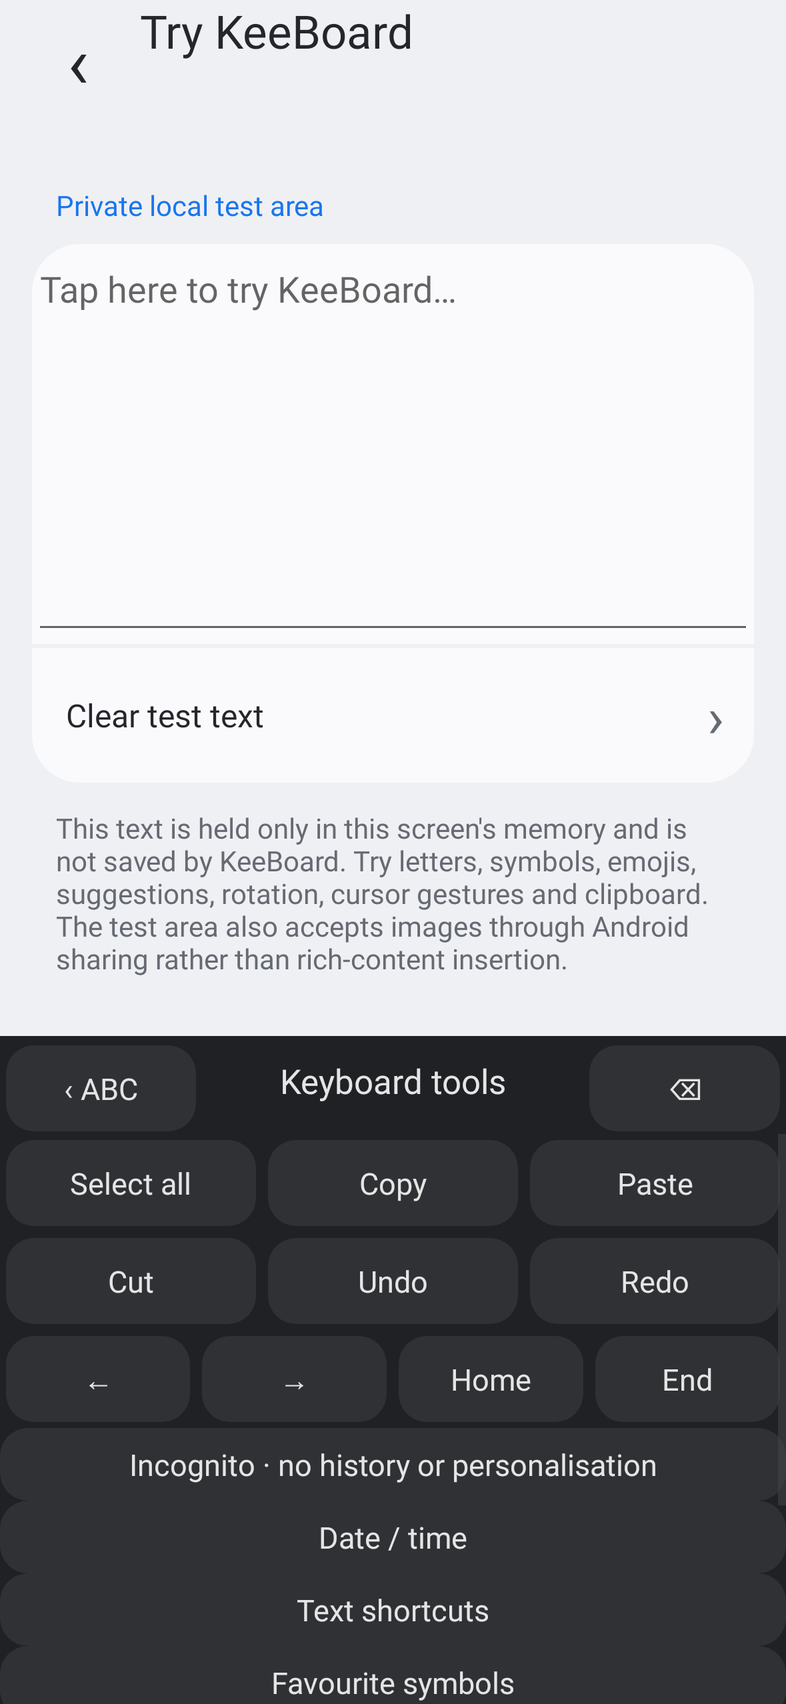 Try KeeBoard
‹
Private local test area
Tap here to try KeeBoard...
Clear test text ›
This text is held only in this screen's memory and is
not saved by KeeBoard. Try letters, symbols, emojis,
suggestions, rotation, cursor gestures and clipboard.
The test area also accepts images through Android
sharing rather than rich-content insertion.
‹ ABC Keyboard tools ⌫
Select all Copy Paste
Cut Undo Redo
← → Home End
Incognito · no history or personalisation
Date / time
Text shortcuts
Favourite symbols